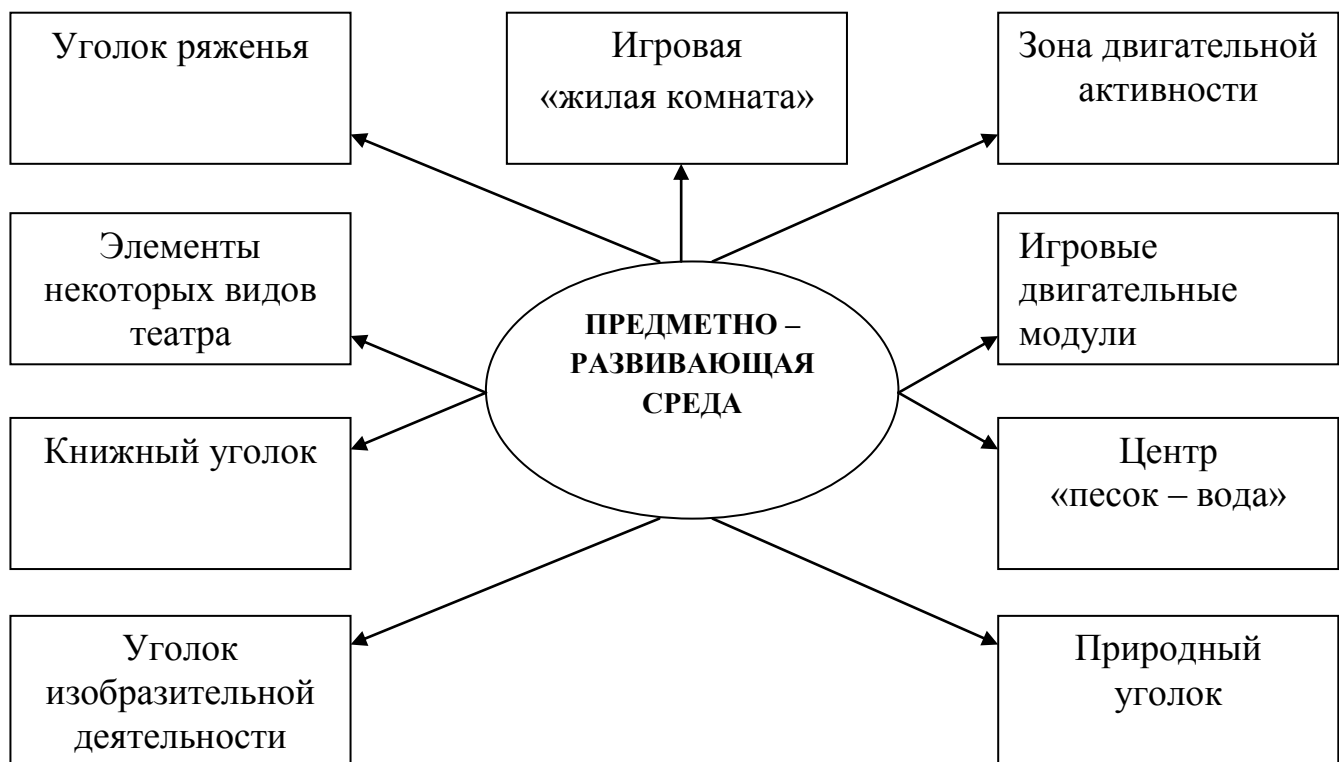 Уголок ряженья
Игровая
«жилая комната»
Зона двигательной
активности
Элементы
некоторых видов
театра
ПРЕДМЕТНО –
РАЗВИВАЮЩАЯ
СРЕДА
Игровые
двигательные
модули
Книжный уголок
Центр
«песок – вода»
Уголок
изобразительной
деятельности
Природный
уголок